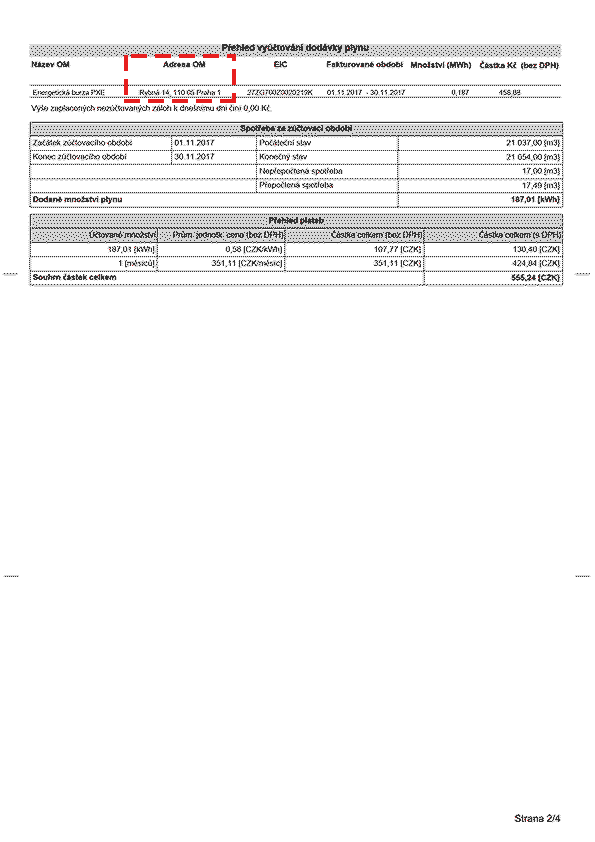 Přehled vyúčtování dodávky plynu
Název OM Adresa OM EIC Fakturované období Množství (MWh) Částka Kč (bez DPH)
Energetická burza PXE Rybná 14, 110 05 Praha 1 01.11.2017 - 30.11.2017 0,187 458,88
Výše zaplacených nezúčtovaných záloh k dnešnímu dni činí 0,00 Kč.
Spotřeba za zúčtovací období
Začátek zúčtovacího období 01.11.2017 Počáteční stav 21 037,00 [m3]
Konec zúčtovacího období 30.11.2017 Konečný stav 21 054,00 [m3]
Nepřepočtená spotřeba 17,00 [m3]
Přepočtená spotřeba 17,49 [m3]
Dodané množství plynu 187,01 [kWh]
Přehled plateb
Účtované množství Prům. jednotk. cena (bez DPH) Částka celkem (bez DPH) Částka celkem (s DPH)
187,01 [kWh] 0,58 [CZK/kWh] 107,77 [CZK] 130,40 [CZK]
1 [měsíců] 351,11 [CZK/měsíc] 351,11 [CZK] 424,84 [CZK]
Souhrn částek celkem 555,24 [CZK]
Strana 2/4